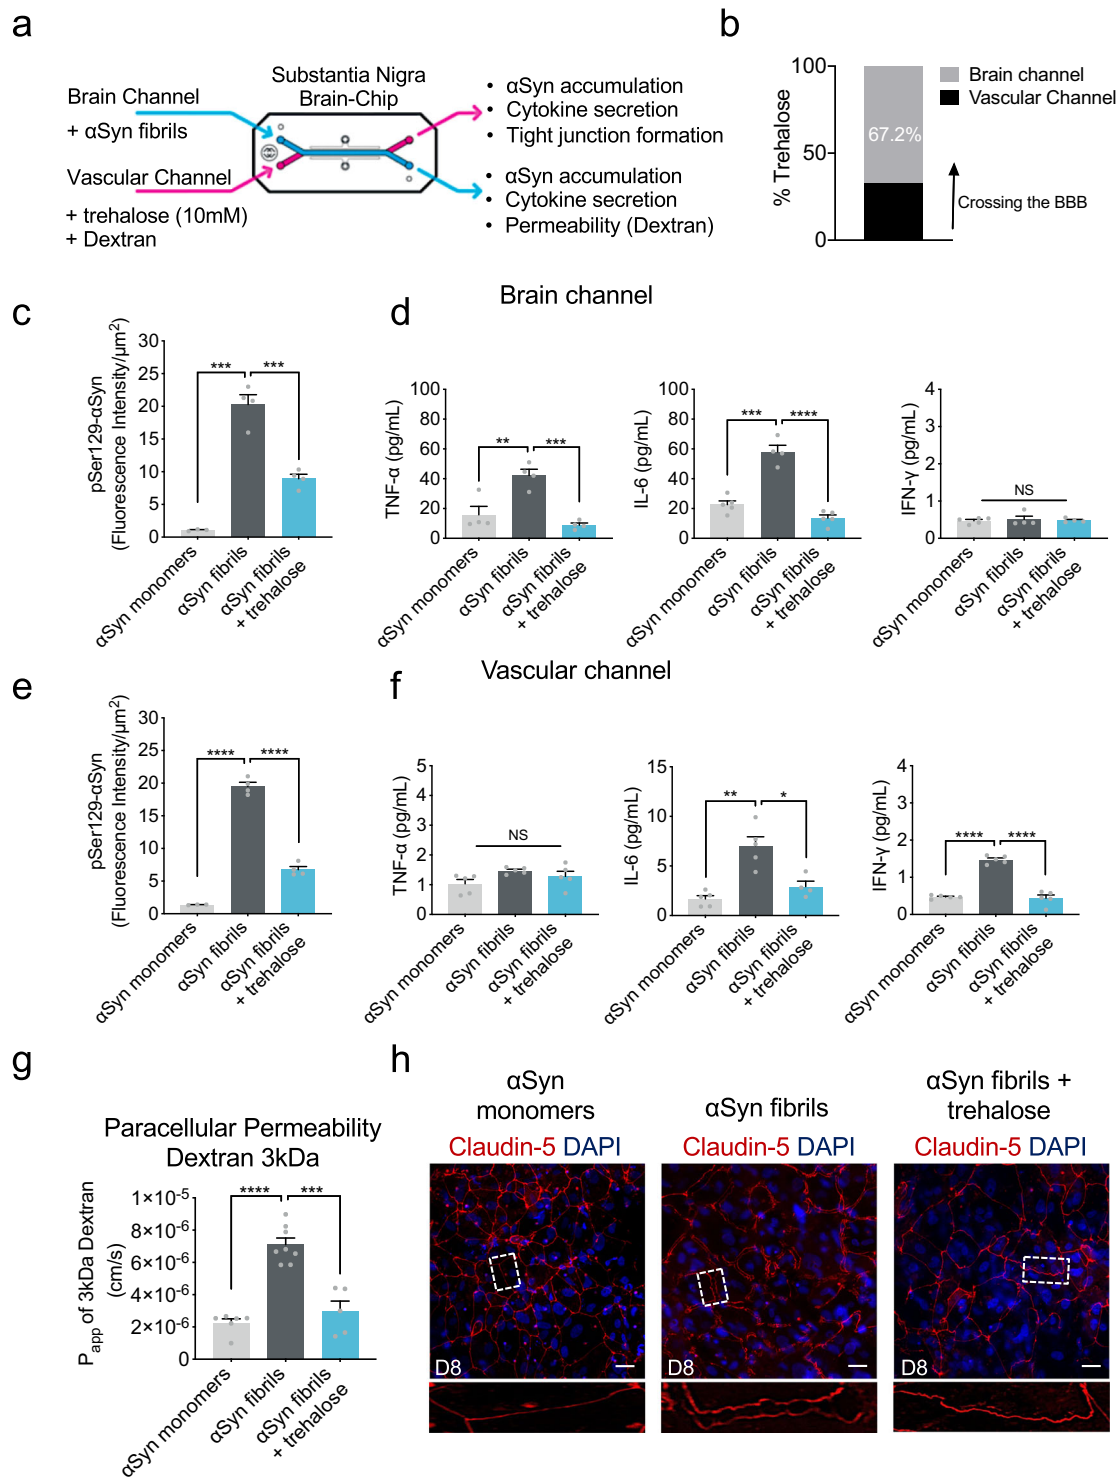 a
Brain Channel
+ αSyn fibrils
Vascular Channel
+ trehalose (10mM)
+ Dextran
Substantia Nigra
Brain-Chip
• αSyn accumulation
• Cytokine secretion
• Tight junction formation
• αSyn accumulation
• Cytokine secretion
• Permeability (Dextran)
b
% Trehalose
100
50
0
67.2%
Brain channel
Vascular Channel
Crossing the BBB
Brain channel
c
pSer129-αSyn
(Fluorescence Intensity/μm²)
30
25
20
15
10
5
0
*** ***
αSyn monomers
αSyn fibrils
αSyn fibrils
+ trehalose
d
TNF-α (pg/mL)
100
80
60
40
20
0
** ***
αSyn monomers
αSyn fibrils
αSyn fibrils
+ trehalose
IL-6 (pg/mL)
100
80
60
40
20
0
*** ****
αSyn monomers
αSyn fibrils
αSyn fibrils
+ trehalose
IFN-γ (pg/mL)
4
3
2
1
0
NS
αSyn monomers
αSyn fibrils
αSyn fibrils
+ trehalose
Vascular channel
e
pSer129-αSyn
(Fluorescence Intensity/μm²)
30
25
20
15
10
5
0
**** ****
αSyn monomers
αSyn fibrils
αSyn fibrils
+ trehalose
f
TNF-α (pg/mL)
5
4
3
2
1
0
NS
αSyn monomers
αSyn fibrils
αSyn fibrils
+ trehalose
IL-6 (pg/mL)
15
10
5
0
** *
αSyn monomers
αSyn fibrils
αSyn fibrils
+ trehalose
IFN-γ (pg/mL)
4
3
2
1
0
**** ****
αSyn monomers
αSyn fibrils
αSyn fibrils
+ trehalose
g
Paracellular Permeability
Dextran 3kDa
Papp of 3kDa Dextran
(cm/s)
1×10-5
8×10-6
6×10-6
4×10-6
2×10-6
0
**** ***
αSyn monomers
αSyn fibrils
αSyn fibrils
+ trehalose
h
αSyn
monomers
Claudin-5 DAPI
D8
αSyn fibrils
Claudin-5 DAPI
D8
αSyn fibrils +
trehalose
Claudin-5 DAPI
D8